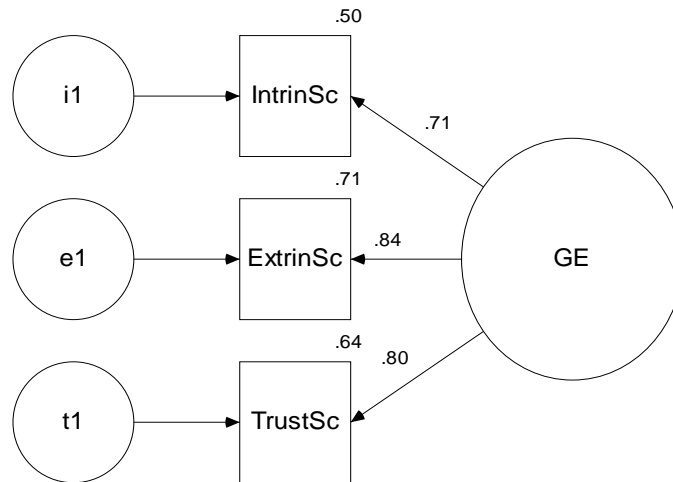 .50
i1
IntrinSc
.71
.71
e1
ExtrinSc
.84
GE
.64
t1
TrustSc
.80